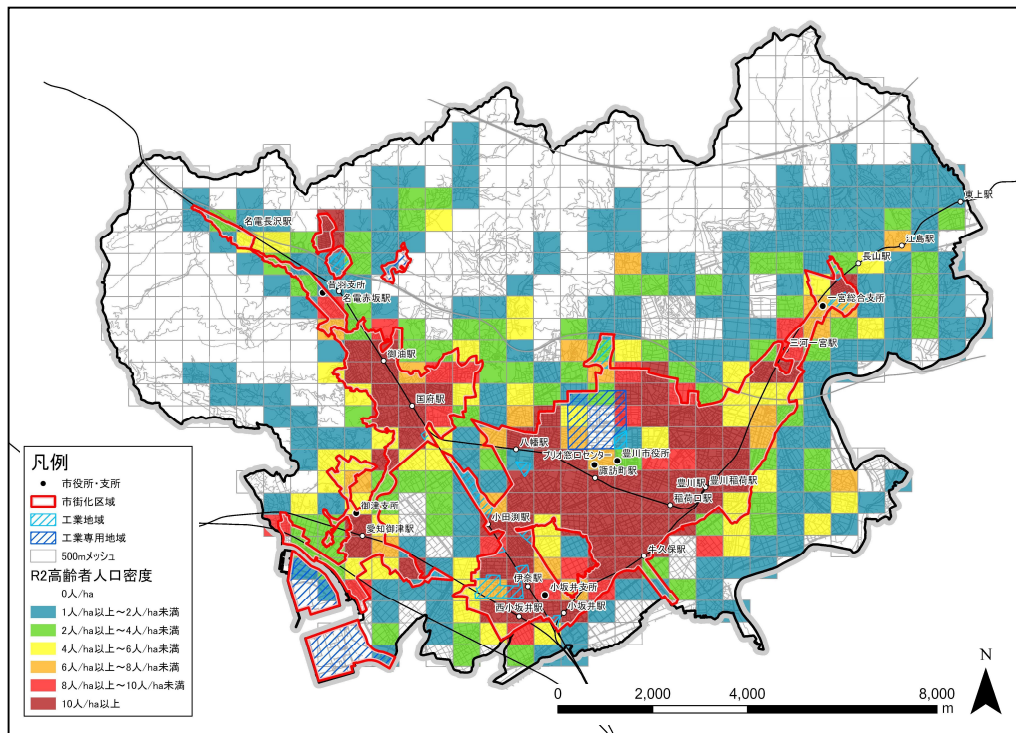 東上駅
江島駅
長山駅
名電長沢駅
音羽支所
名電赤坂駅
一宮総合支所
三河一宮駅
御油駅
国府駅
八幡駅
プリオ窓口センター
豊川市役所
諏訪町駅
豊川駅
豊川稲荷駅
稲荷口駅
御津支所
愛知御津駅
小田渕駅
牛久保駅
伊奈駅
小坂井支所
西小坂井駅
小坂井駅
凡例
市役所・支所
市街化区域
工業地域
工業専用地域
500mメッシュ
R2高齢者人口密度
0人/ha
1人/ha以上～2人/ha未満
2人/ha以上～4人/ha未満
4人/ha以上～6人/ha未満
6人/ha以上～8人/ha未満
8人/ha以上～10人/ha未満
10人/ha以上
N
0 2,000 4,000 8,000
m